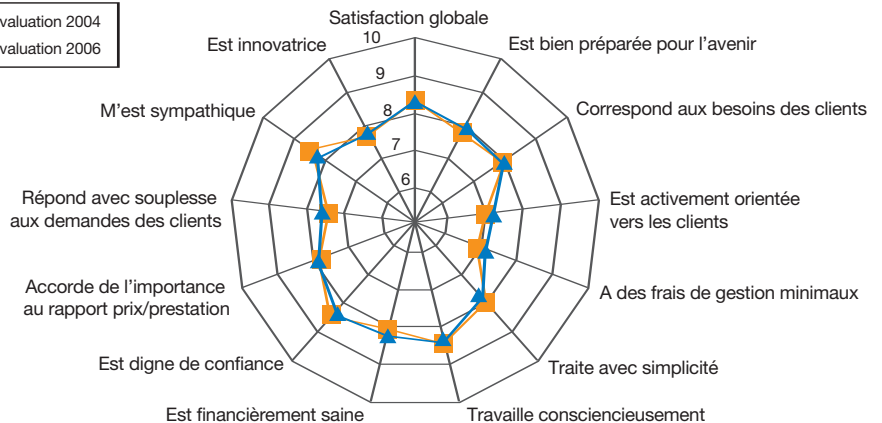 valuation 2004
valuation 2006
Satisfaction globale
Est bien préparée pour l'avenir
Correspond aux besoins des clients
Est activement orientée
vers les clients
A des frais de gestion minimaux
Traite avec simplicité
Travaille consciencieusement
Est financièrement saine
Est digne de confiance
Accorde de l'importance
au rapport prix/prestation
Répond avec souplesse
aux demandes des clients
M'est sympathique
Est innovatrice
10
9
8
7
6